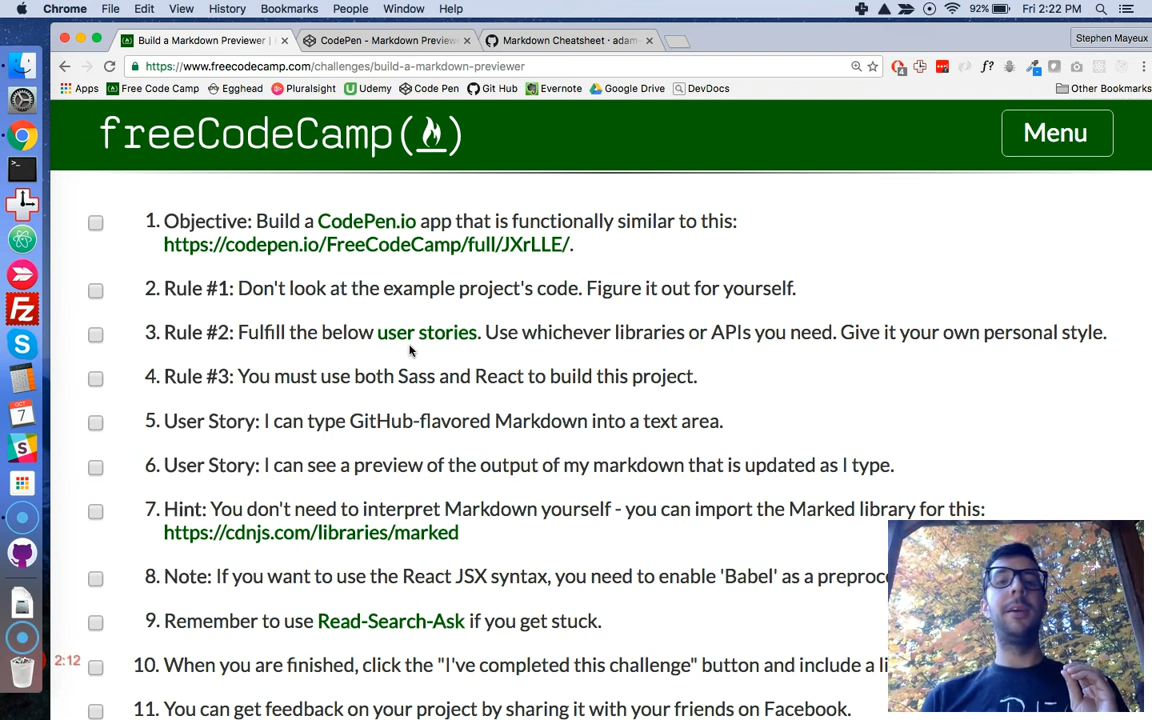 Chrome File Edit View History Bookmarks People Window Help 92% Fri 2:22 PM
Build a Markdown Previewer | CodePen - Markdown Preview Markdown Cheatsheet · adam- Stephen Mayeux
https://www.freecodecamp.com/challenges/build-a-markdown-previewer
Apps Free Code Camp Egghead Pluralsight Udemy Code Pen Git Hub Evernote Google Drive DevDocs Other Bookmarks
freeCodeCamp Menu
1. Objective: Build a CodePen.io app that is functionally similar to this:
https://codepen.io/FreeCodeCamp/full/JXrLLE/.
2. Rule #1: Don't look at the example project's code. Figure it out for yourself.
3. Rule #2: Fulfill the below user stories. Use whichever libraries or APIs you need. Give it your own personal style.
4. Rule #3: You must use both Sass and React to build this project.
5. User Story: I can type GitHub-flavored Markdown into a text area.
6. User Story: I can see a preview of the output of my markdown that is updated as I type.
7. Hint: You don't need to interpret Markdown yourself - you can import the Marked library for this:
https://cdnjs.com/libraries/marked
8. Note: If you want to use the React JSX syntax, you need to enable 'Babel' as a preproc
9. Remember to use Read-Search-Ask if you get stuck.
2:12
10. When you are finished, click the "I've completed this challenge" button and include a li
11. You can get feedback on your project by sharing it with your friends on Facebook.